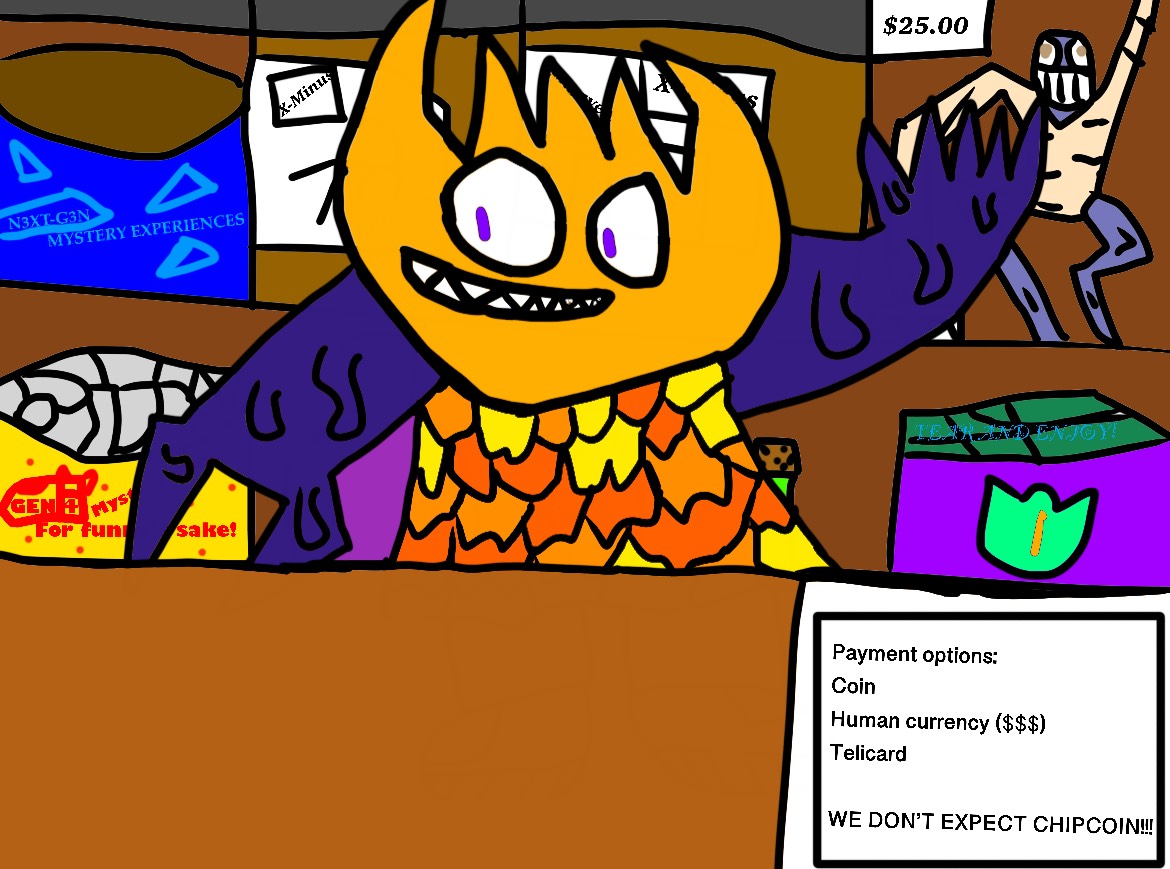 $25.00
X-Minus
N3XT-G3N
MYSTERY EXPERIENCES
TEAR AND ENJOY!
GEN 1
For sake!
Payment options:
Coin
Human currency ($$$)
Telicard
WE DON'T EXPECT CHIPCOIN!!!